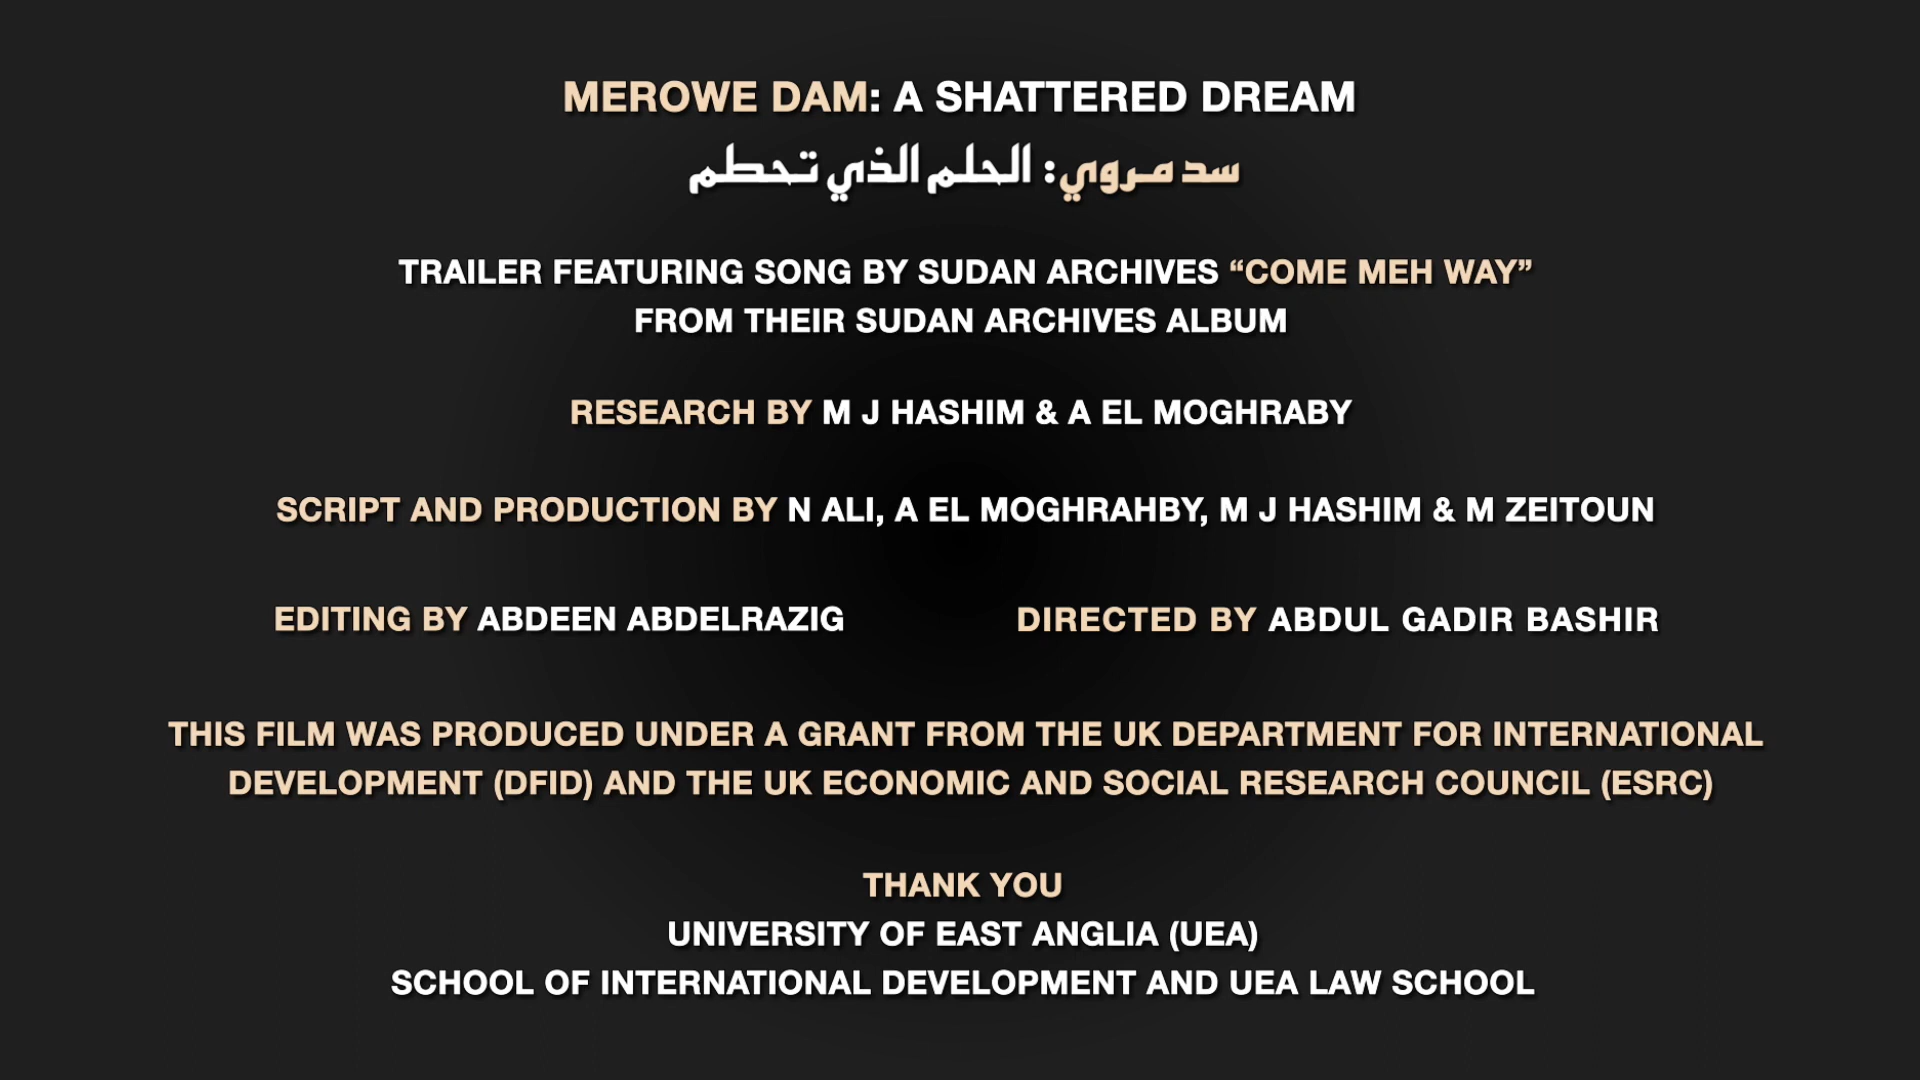 MEROWE DAM: A SHATTERED DREAM
سد مروي: الحلم الذي تحطم
TRAILER FEATURING SONG BY SUDAN ARCHIVES “COME MEH WAY”
FROM THEIR SUDAN ARCHIVES ALBUM
RESEARCH BY M J HASHIM & A EL MOGHRABY
SCRIPT AND PRODUCTION BY N ALI, A EL MOGHRAHBY, M J HASHIM & M ZEITOUN
EDITING BY ABDEEN ABDELRAZIG
DIRECTED BY ABDUL GADIR BASHIR
THIS FILM WAS PRODUCED UNDER A GRANT FROM THE UK DEPARTMENT FOR INTERNATIONAL
DEVELOPMENT (DFID) AND THE UK ECONOMIC AND SOCIAL RESEARCH COUNCIL (ESRC)
THANK YOU
UNIVERSITY OF EAST ANGLIA (UEA)
SCHOOL OF INTERNATIONAL DEVELOPMENT AND UEA LAW SCHOOL